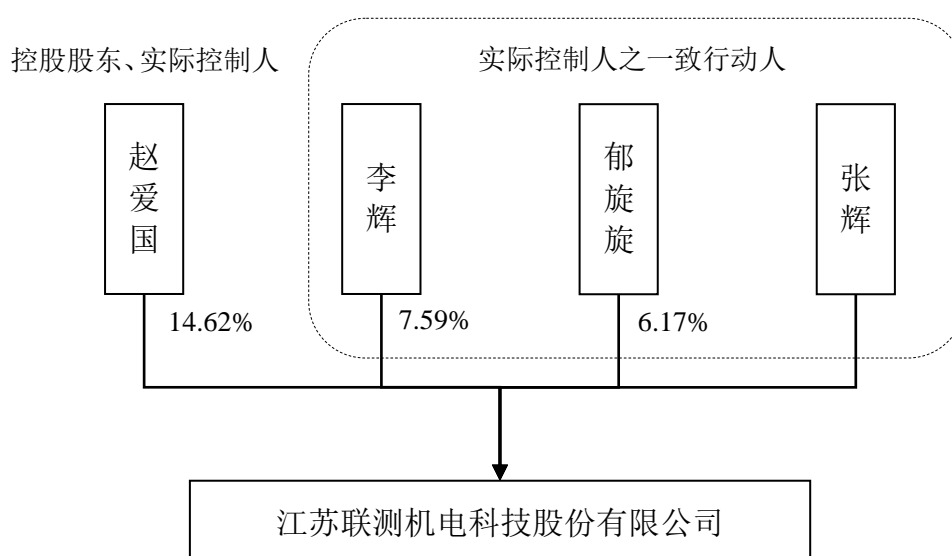 控股股东、实际控制人
实际控制人之一致行动人
赵爱国
李辉
郁旋旋
张辉
14.62%
7.59%
6.17%
江苏联测机电科技股份有限公司